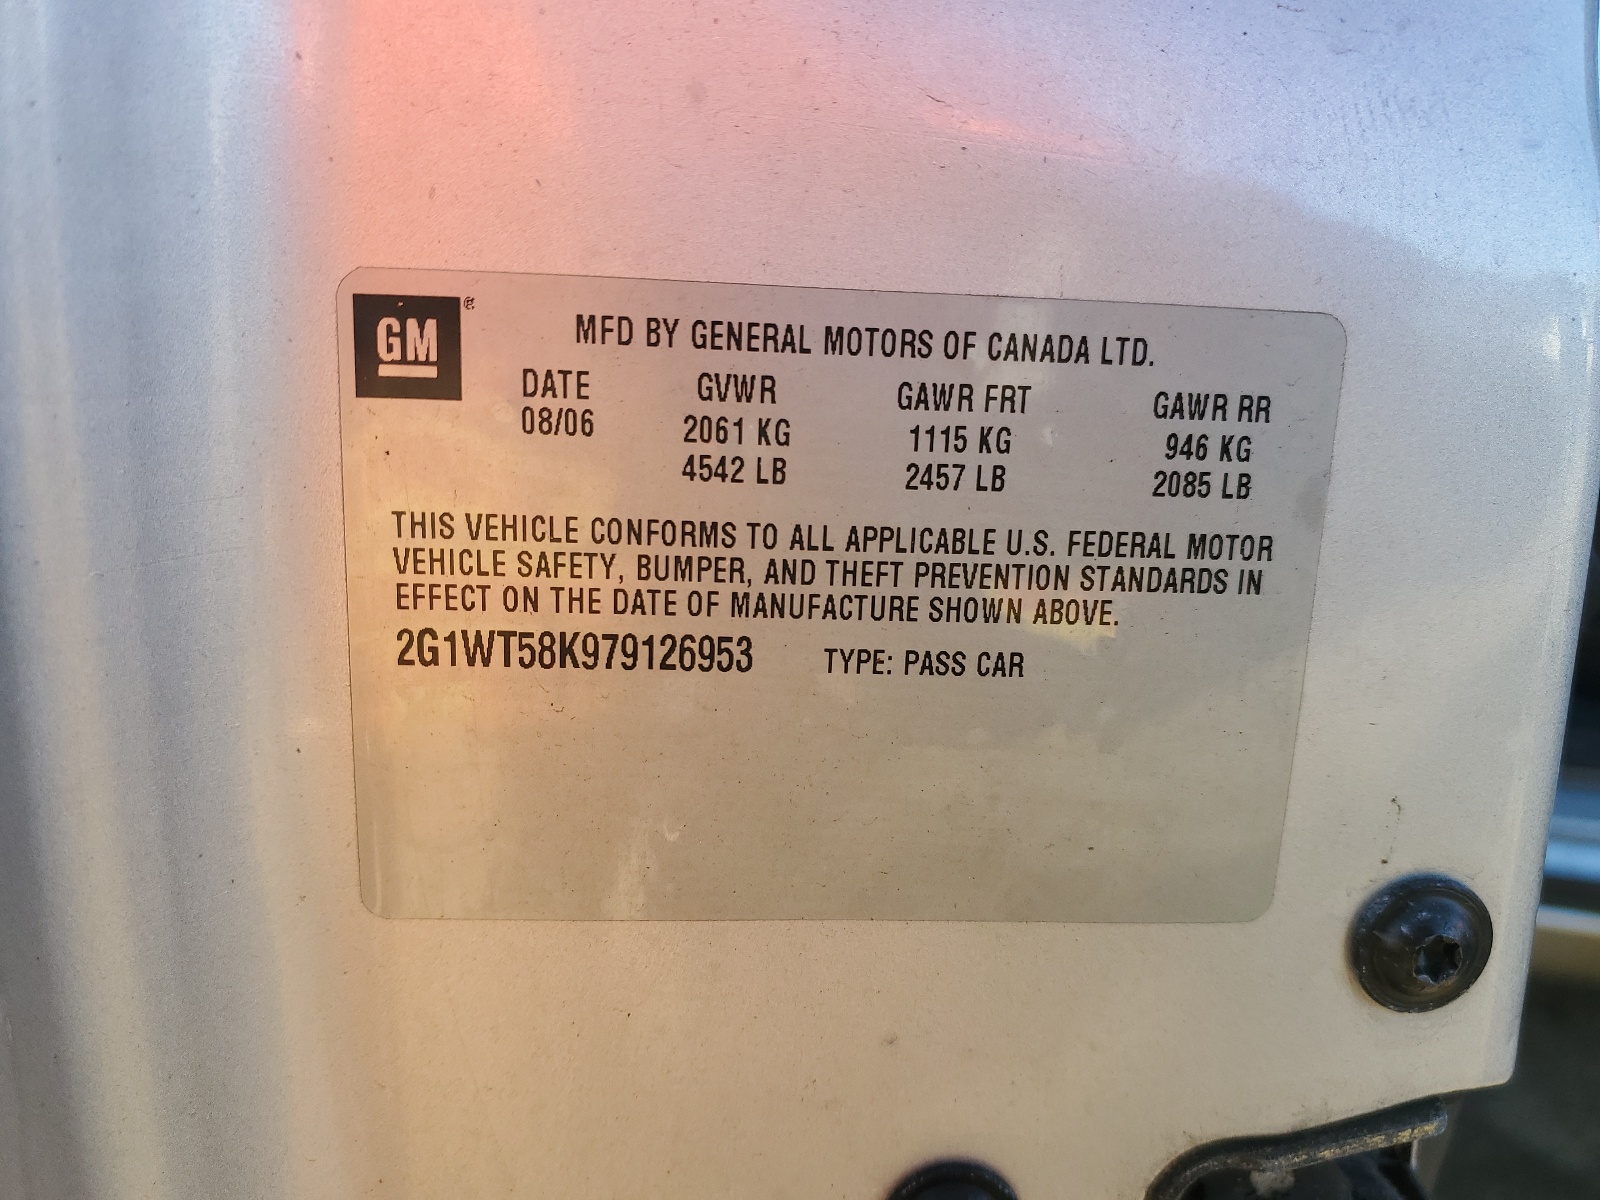 GM
MFD BY GENERAL MOTORS OF CANADA LTD.
DATE GVWR GAWR FRT GAWR RR
08/06 2061 KG 1115 KG 946 KG
4542 LB 2457 LB 2085 LB
THIS VEHICLE CONFORMS TO ALL APPLICABLE U.S. FEDERAL MOTOR
VEHICLE SAFETY, BUMPER, AND THEFT PREVENTION STANDARDS IN
EFFECT ON THE DATE OF MANUFACTURE SHOWN ABOVE.
2G1WT58K979126953 TYPE: PASS CAR